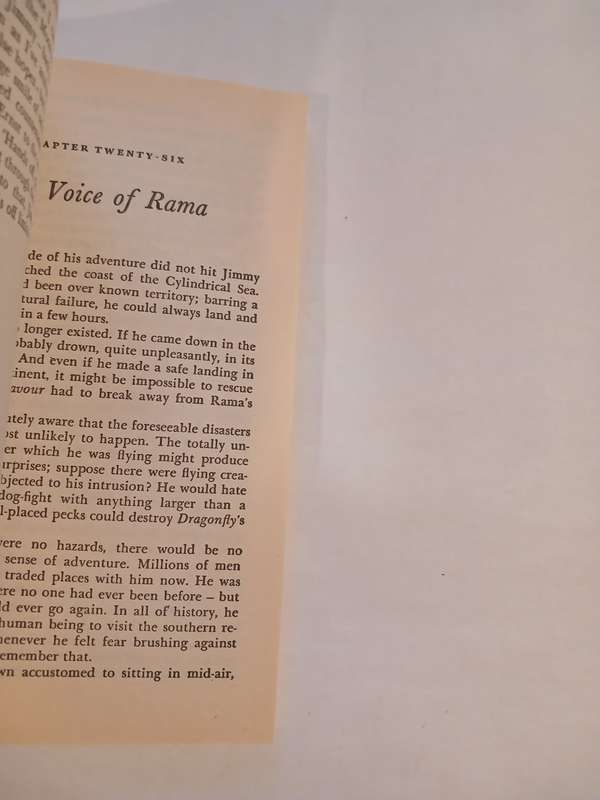 APTER TWENTY-SIX
Voice of Rama
de of his adventure did not hit Jimmy
ched the coast of the Cylindrical Sea.
d been over known territory; barring a
tural failure, he could always land and
in a few hours.
longer existed. If he came down in the
obably drown, quite unpleasantly, in its
And even if he made a safe landing in
tinent, it might be impossible to rescue
avour had to break away from Rama's
utely aware that the foreseeable disasters
ost unlikely to happen. The totally un-
er which he was flying might produce
urprises; suppose there were flying crea-
bjected to his intrusion? He would hate
dog-fight with anything larger than a
l-placed pecks could destroy Dragonfly's
were no hazards, there would be no
sense of adventure. Millions of men
traded places with him now. He was
ere no one had ever been before – but
ld ever go again. In all of history, he
human being to visit the southern re-
henever he felt fear brushing against
emember that.
wn accustomed to sitting in mid-air,